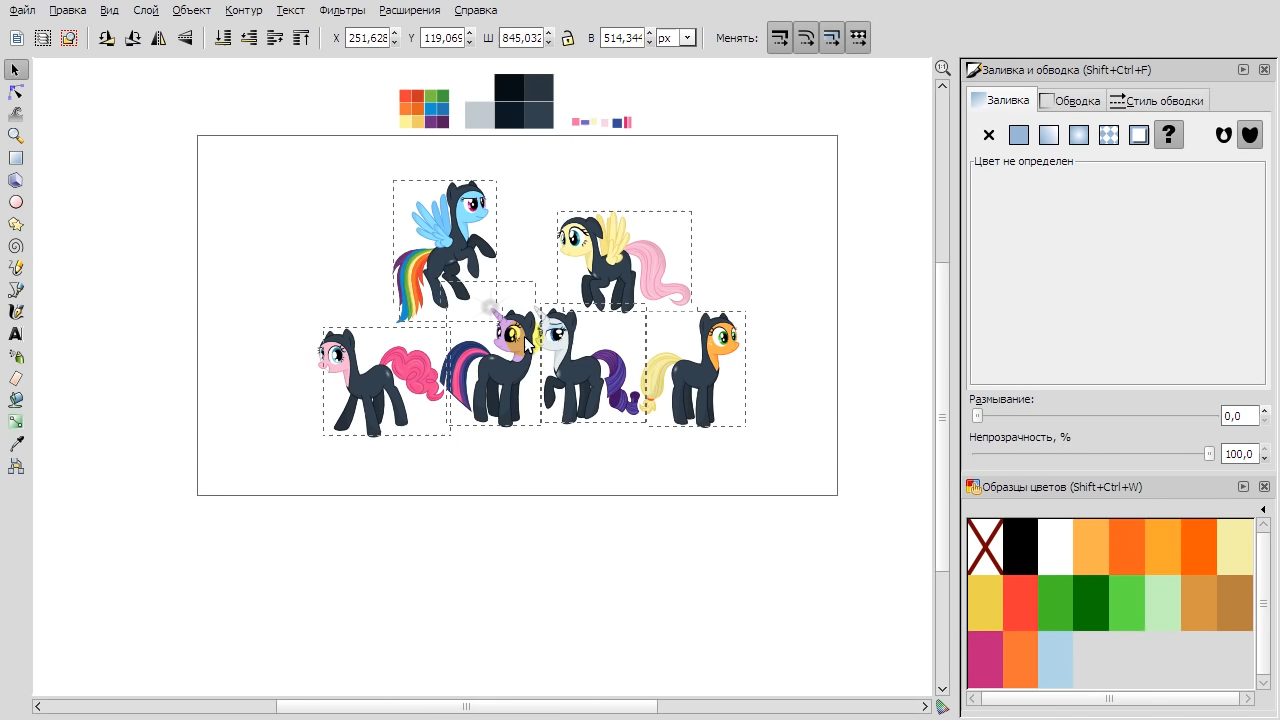 Файл Правка Вид Слой Объект Контур Текст Фильтры Расширения Справка
X 251,628 Y 119,069 Ш 845,032 В 514,344 px Менять:
Заливка и обводка (Shift+Ctrl+F)
Заливка Обводка Стиль обводки
?
Цвет не определен
Размывание:
0,0
Непрозрачность, %
100,0
Образцы цветов (Shift+Ctrl+W)